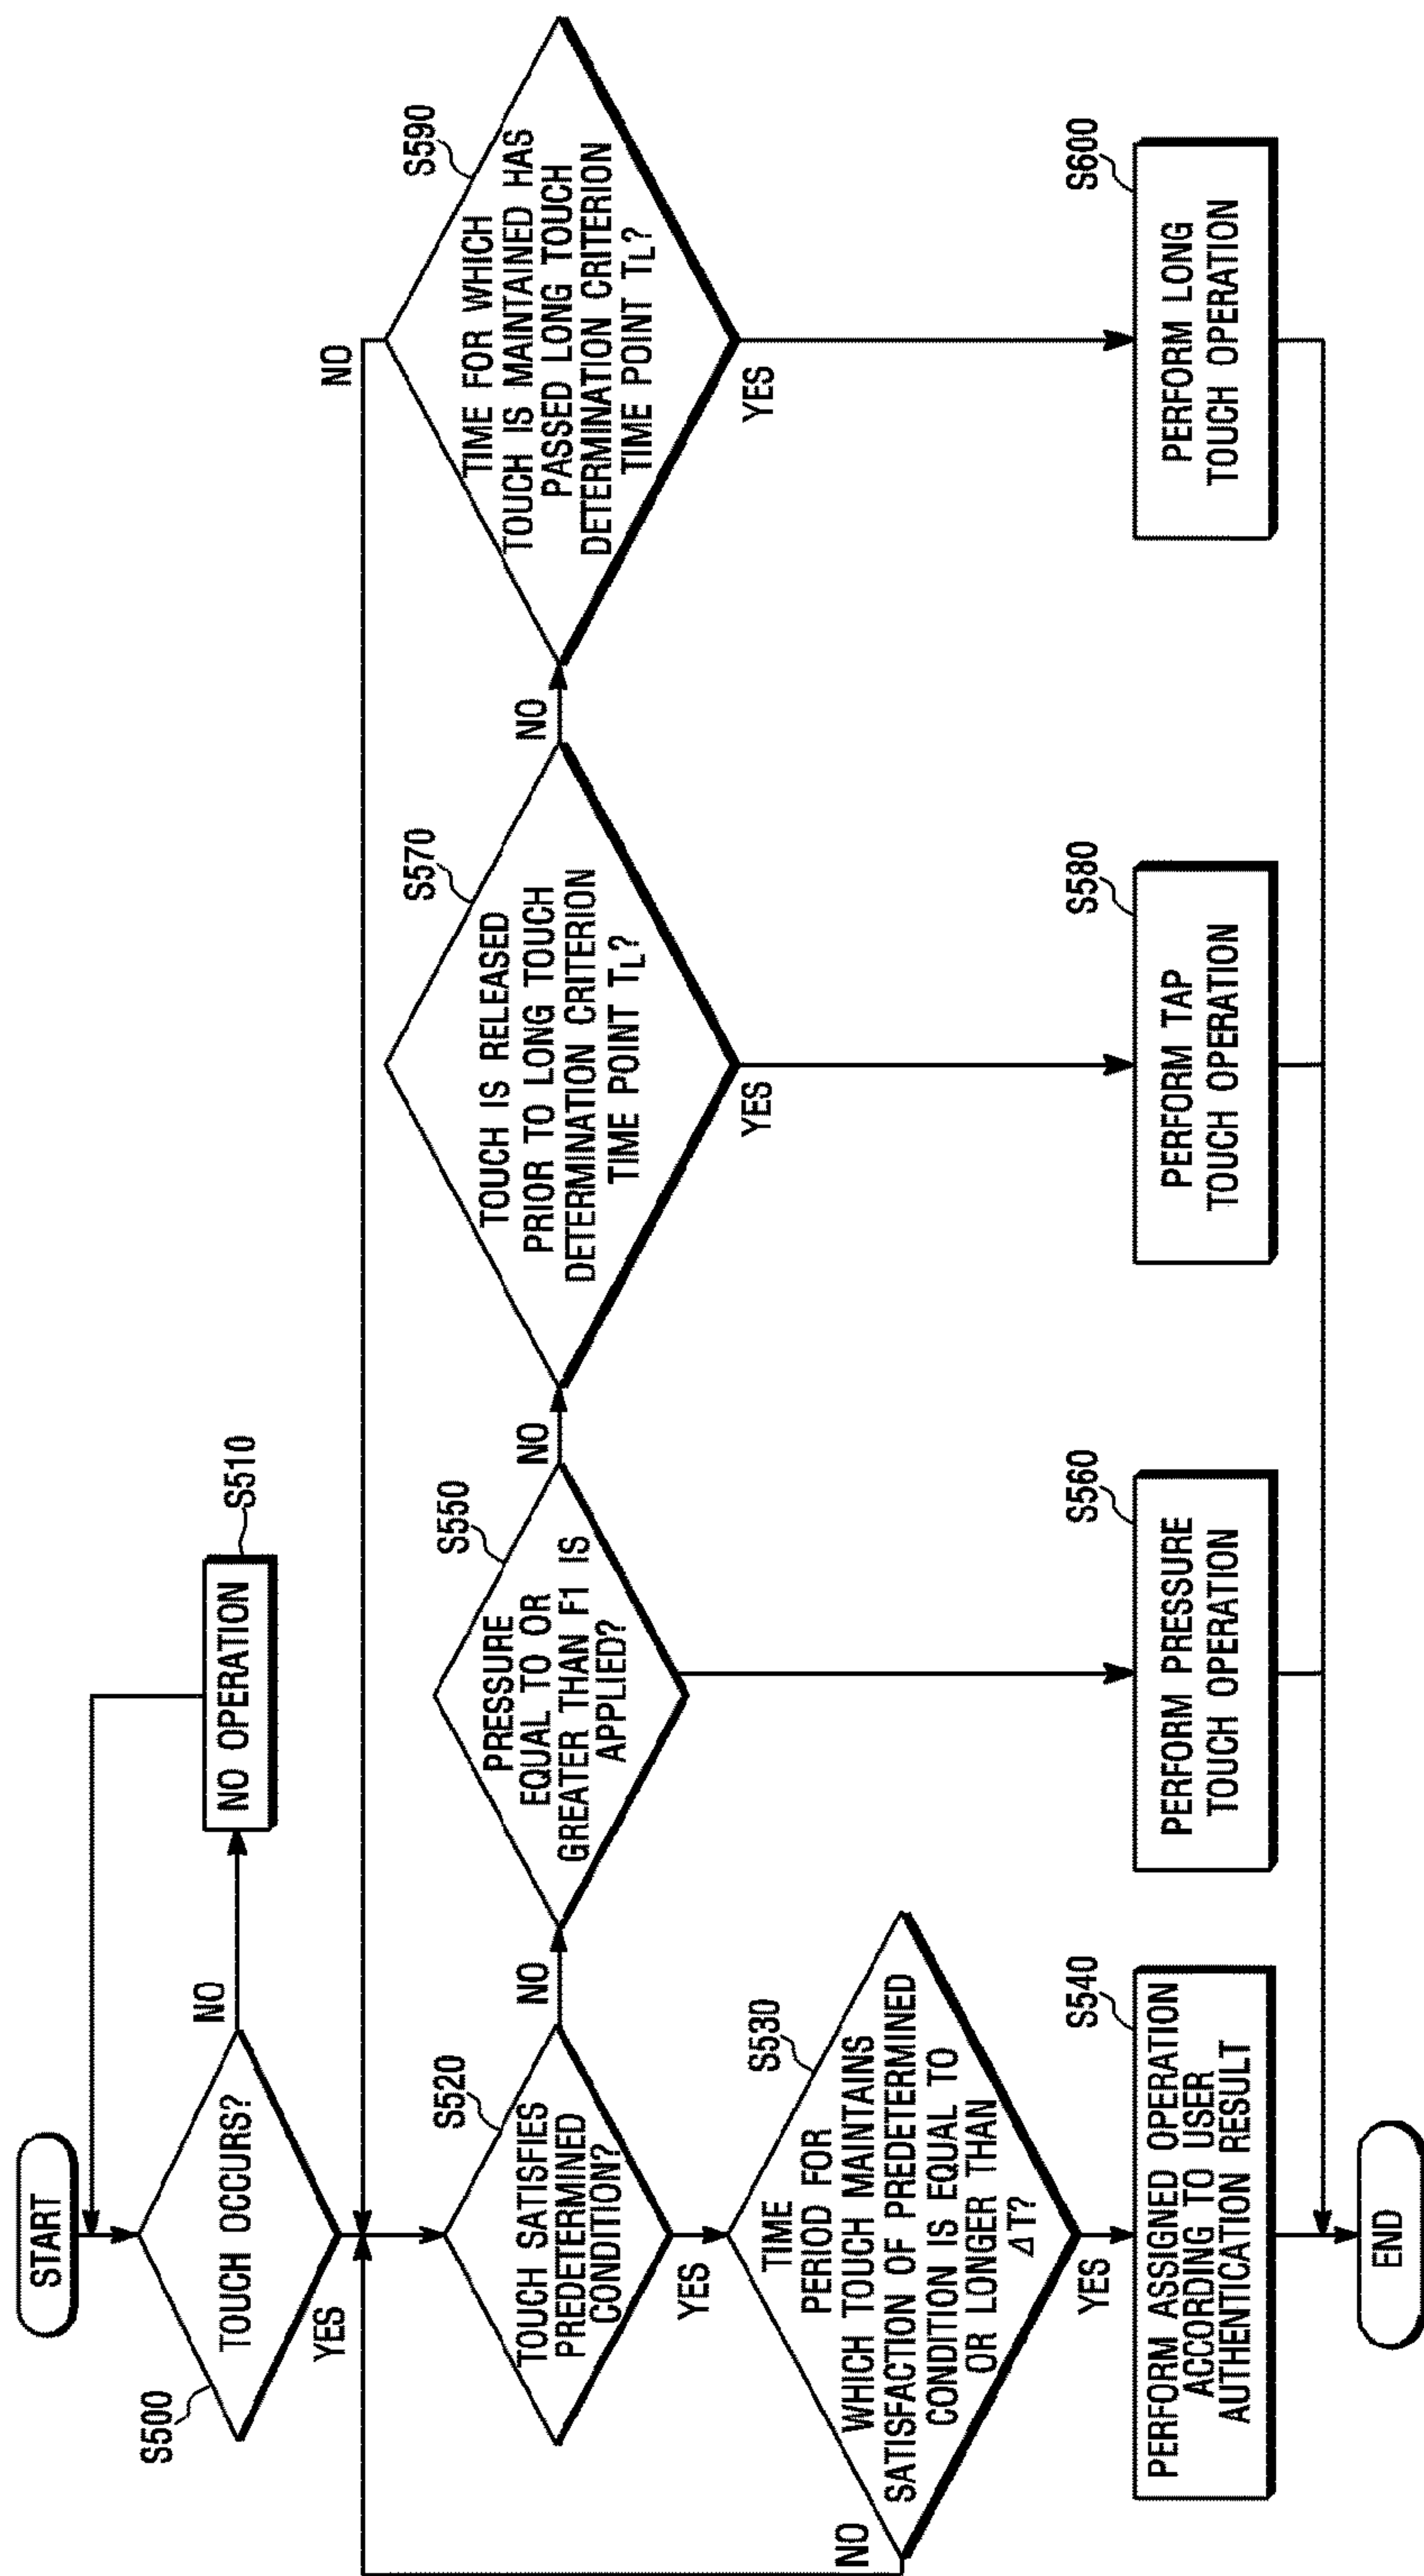 START
S500
TOUCH OCCURS?
NO
NO OPERATION
S510
YES
S520
TOUCH SATISFIES
PREDETERMINED
CONDITION?
NO
YES
S530
TIME
PERIOD FOR
WHICH TOUCH MAINTAINS
SATISFACTION OF PREDETERMINED
CONDITION IS EQUAL TO
OR LONGER THAN
ΔT?
NO
YES
S540
PERFORM ASSIGNED OPERATION
ACCORDING TO USER
AUTHENTICATION RESULT
S550
PRESSURE
EQUAL TO OR
GREATER THAN F1 IS
APPLIED?
NO
S560
PERFORM PRESSURE
TOUCH OPERATION
S570
TOUCH IS RELEASED
PRIOR TO LONG TOUCH
DETERMINATION CRITERION
TIME POINT TL?
NO
YES
S580
PERFORM TAP
TOUCH OPERATION
S590
TIME FOR WHICH
TOUCH IS MAINTAINED HAS
PASSED LONG TOUCH
DETERMINATION CRITERION
TIME POINT TL?
NO
YES
S600
PERFORM LONG
TOUCH OPERATION
END